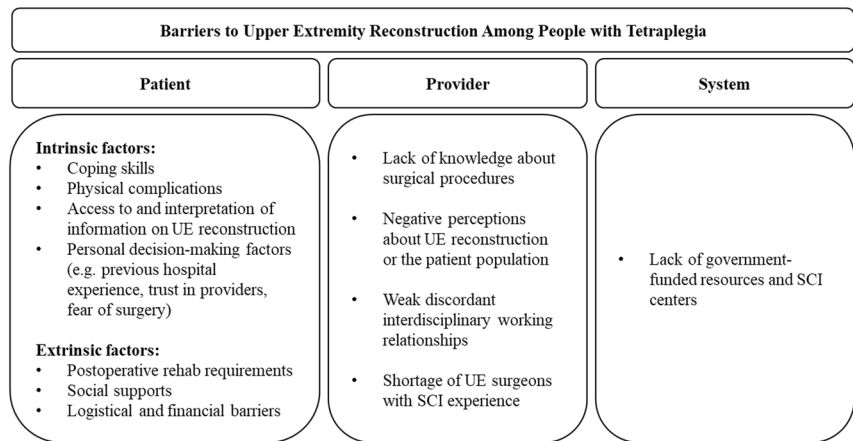 Barriers to Upper Extremity Reconstruction Among People with Tetraplegia
Patient
Intrinsic factors:
• Coping skills
• Physical complications
• Access to and interpretation of
information on UE reconstruction
• Personal decision-making factors
(e.g. previous hospital
experience, trust in providers,
fear of surgery)
Extrinsic factors:
• Postoperative rehab requirements
• Social supports
• Logistical and financial barriers
Provider
• Lack of knowledge about
surgical procedures
• Negative perceptions
about UE reconstruction
or the patient population
• Weak discordant
interdisciplinary working
relationships
• Shortage of UE surgeons
with SCI experience
System
• Lack of government-
funded resources and SCI
centers